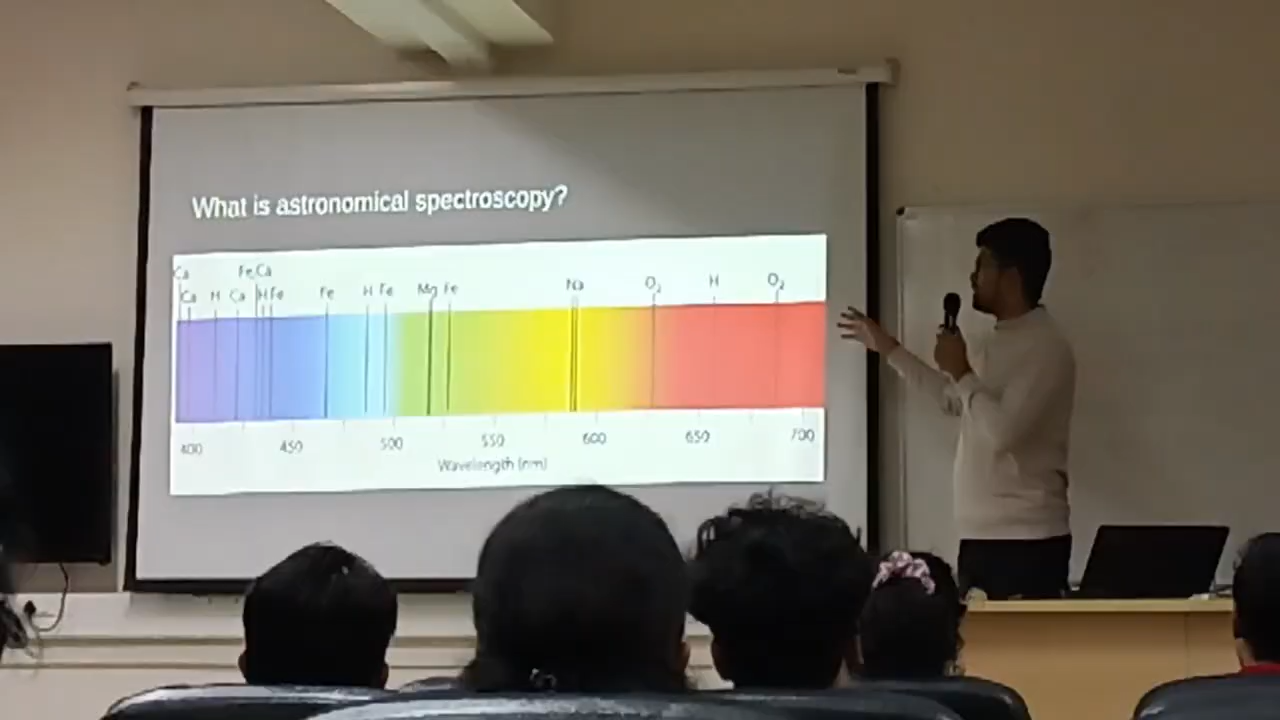 What is astronomical spectroscopy?
Ca Fe Ca
Ca H Ca H Fe Fe H Fe Mg Fe Na O₂ H O₂
400 450 500 550 600 650 700
Wavelength (nm)